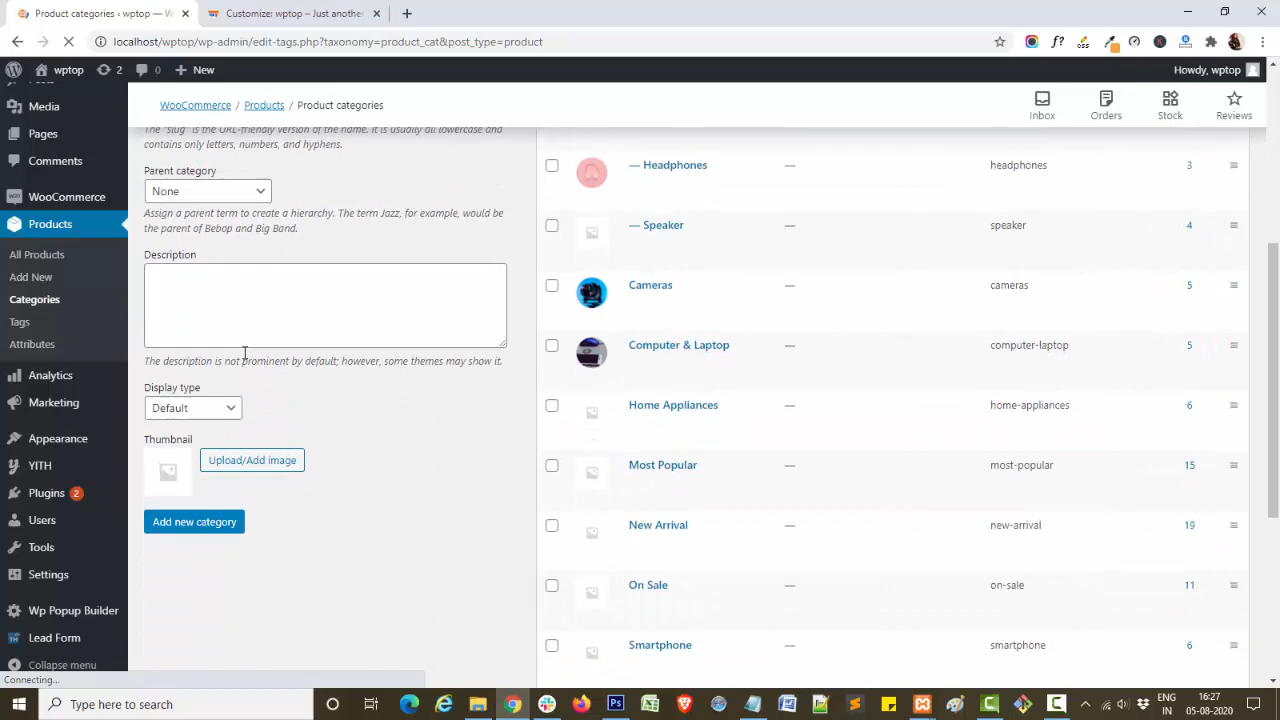 Product categories ‹ wptop — W
Customize: wptop – Just another
localhost/wptop/wp-admin/edit-tags.php?taxonomy=product_cat&post_type=product
wptop
2
0
New
Howdy, wptop
WooCommerce / Products / Product categories
Inbox
Orders
Stock
Reviews
Media
Pages
Comments
WooCommerce
Products
All Products
Add New
Categories
Tags
Attributes
Analytics
Marketing
Appearance
YITH
Plugins 2
Users
Tools
Settings
Wp Popup Builder
Lead Form
Collapse menu
The "slug" is the URL-friendly version of the name. It is usually all lowercase and
contains only letters, numbers, and hyphens.
Parent category
None
Assign a parent term to create a hierarchy. The term Jazz, for example, would be
the parent of Bebop and Big Band.
Description
The description is not prominent by default; however, some themes may show it.
Display type
Default
Thumbnail
Upload/Add image
Add new category
— Headphones — headphones 3
— Speaker — speaker 4
Cameras — cameras 5
Computer & Laptop — computer-laptop 5
Home Appliances — home-appliances 6
Most Popular — most-popular 15
New Arrival — new-arrival 19
On Sale — on-sale 11
Smartphone — smartphone 6
Connecting...
Type here to search
ENG
IN
16:27
05-08-2020